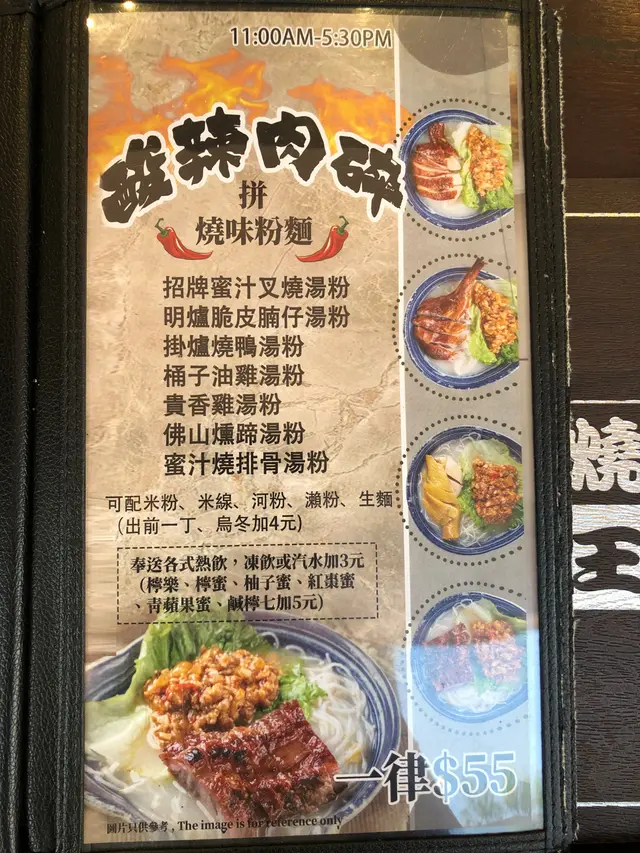 11:00AM-5:30PM
酸辣肉碎
拼
燒味粉麵
招牌蜜汁叉燒湯粉
明爐脆皮腩仔湯粉
掛爐燒鴨湯粉
桶子油雞湯粉
貴香雞湯粉
佛山燻蹄湯粉
蜜汁燒排骨湯粉
可配米粉、米線、河粉、瀨粉、生麵
(出前一丁、烏冬加4元)
奉送各式熱飲，凍飲或汽水加3元
(檸樂、檸蜜、柚子蜜、紅棗蜜
、青蘋果蜜、鹹檸七加5元)
一律$55
圖片只供參考 , The image is for reference only
燒
王